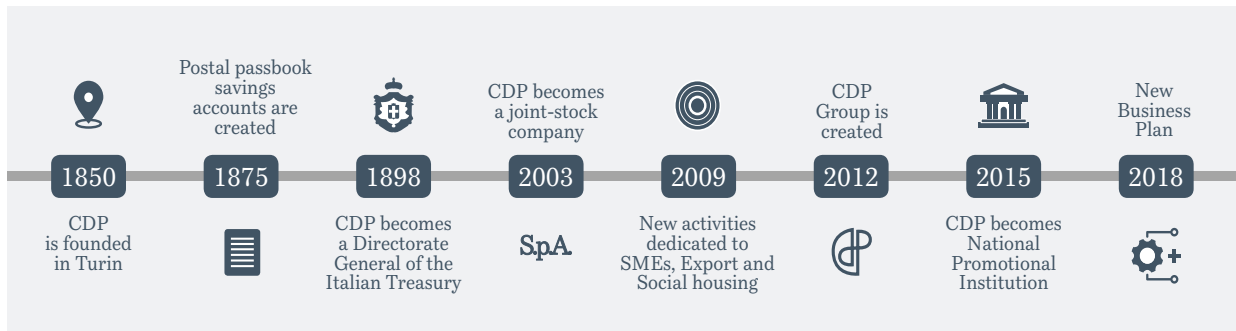 1850
CDP
is founded
in Turin
Postal passbook
savings
accounts are
created
1875
1898
CDP becomes
a Directorate
General of the
Italian Treasury
CDP becomes
a joint-stock
company
2003
S.p.A.
2009
New activities
dedicated to
SMEs, Export and
Social housing
CDP
Group is
created
2012
2015
CDP becomes
National
Promotional
Institution
New
Business
Plan
2018